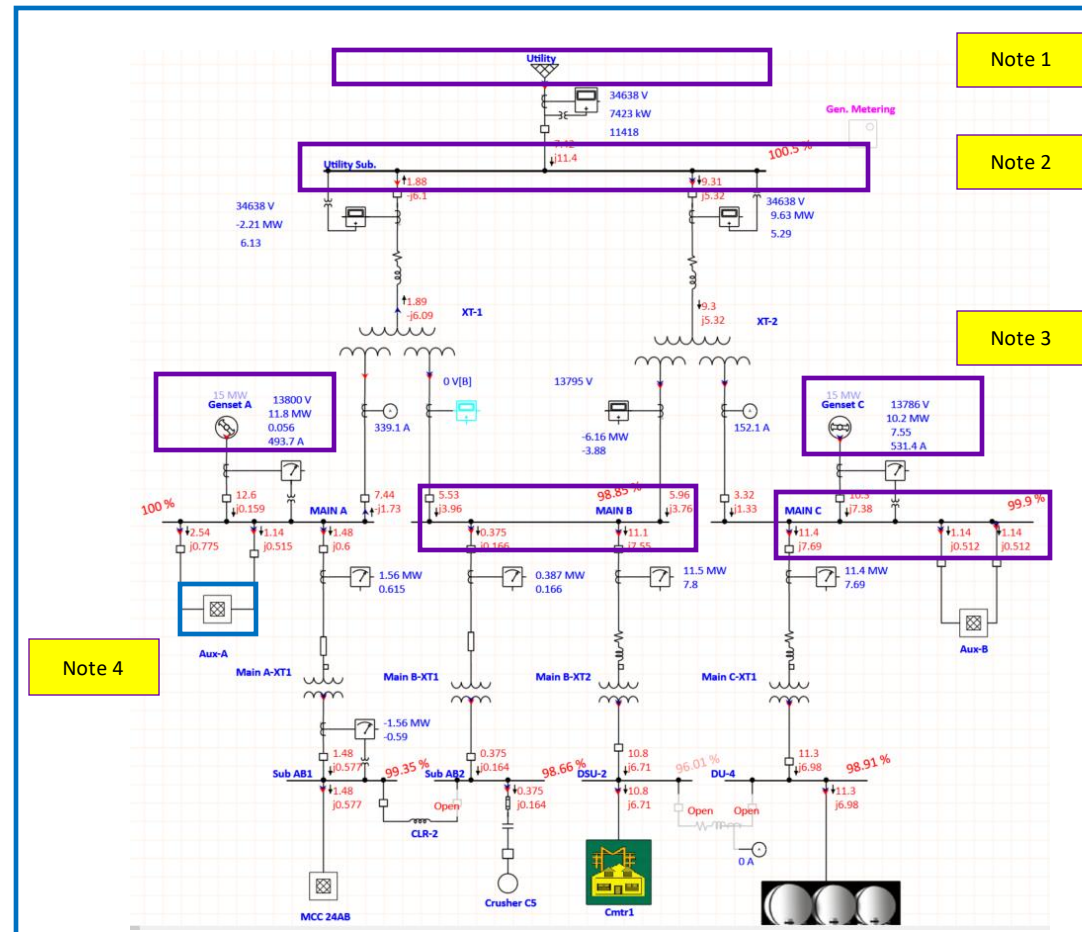 Utility
Note 1
34638 V
7423 kW
11418
Gen. Metering
7.42
j11.4
100.5 %
Note 2
Utility Sub.
1.88
-j6.1
9.31
j5.32
34638 V
-2.21 MW
6.13
34638 V
9.63 MW
5.29
1.89
-j6.09
XT-1
9.3
j5.32
XT-2
Note 3
0 V[B]
13795 V
15 MW
Genset A
13800 V
11.8 MW
0.056
493.7 A
339.1 A
-6.16 MW
-3.88
152.1 A
15 MW
Genset C
13786 V
10.2 MW
7.55
531.4 A
100 %
12.6
j0.159
MAIN A
7.44
-j1.73
5.53
j3.96
98.85 %
MAIN B
5.96
j3.76
3.32
j1.33
MAIN C
10.3
j7.38
99.9 %
2.54
j0.775
1.14
j0.515
1.48
j0.6
0.375
j0.166
11.1
j7.55
11.4
j7.69
1.14
j0.512
1.14
j0.512
1.56 MW
0.615
0.387 MW
0.166
11.5 MW
7.8
11.4 MW
7.69
Note 4
Aux-A
Aux-B
Main A-XT1
Main B-XT1
Main B-XT2
Main C-XT1
-1.56 MW
-0.59
1.48
j0.577
0.375
j0.164
10.8
j6.71
11.3
j6.98
Sub AB1
99.35 %
Sub AB2
98.66 %
DSU-2
96.01 %
DU-4
98.91 %
1.48
j0.577
Open
0.375
j0.164
10.8
j6.71
Open
Open
11.3
j6.98
CLR-2
0 A
MCC 24AB
Crusher C5
Cmtr1